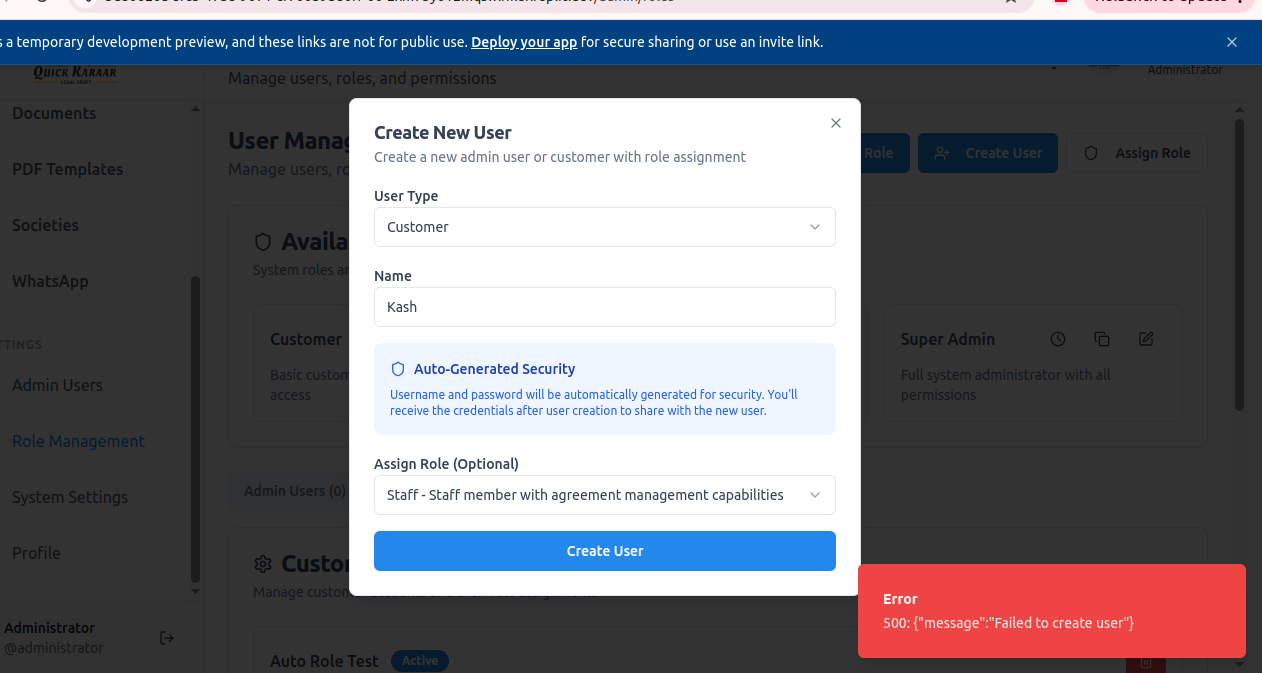 /admin/roles
s a temporary development preview, and these links are not for public use. Deploy your app for secure sharing or use an invite link.
QUICK KARAAR
LEGAL DRAFT
Manage users, roles, and permissions
Administrator
Documents
PDF Templates
Societies
WhatsApp
TTINGS
Admin Users
Role Management
System Settings
Profile
Administrator
@administrator
User Manag
Manage users, ro
Role
Create User
Assign Role
Availa
System roles an
Customer
Basic custom
access
Super Admin
Full system administrator with all
permissions
Admin Users (0)
Custo
Manage custom
Auto Role Test
Active
Create New User
Create a new admin user or customer with role assignment
User Type
Customer
Name
Kash
Auto-Generated Security
Username and password will be automatically generated for security. You'll
receive the credentials after user creation to share with the new user.
Assign Role (Optional)
Staff - Staff member with agreement management capabilities
Create User
Error
500: {"message":"Failed to create user"}